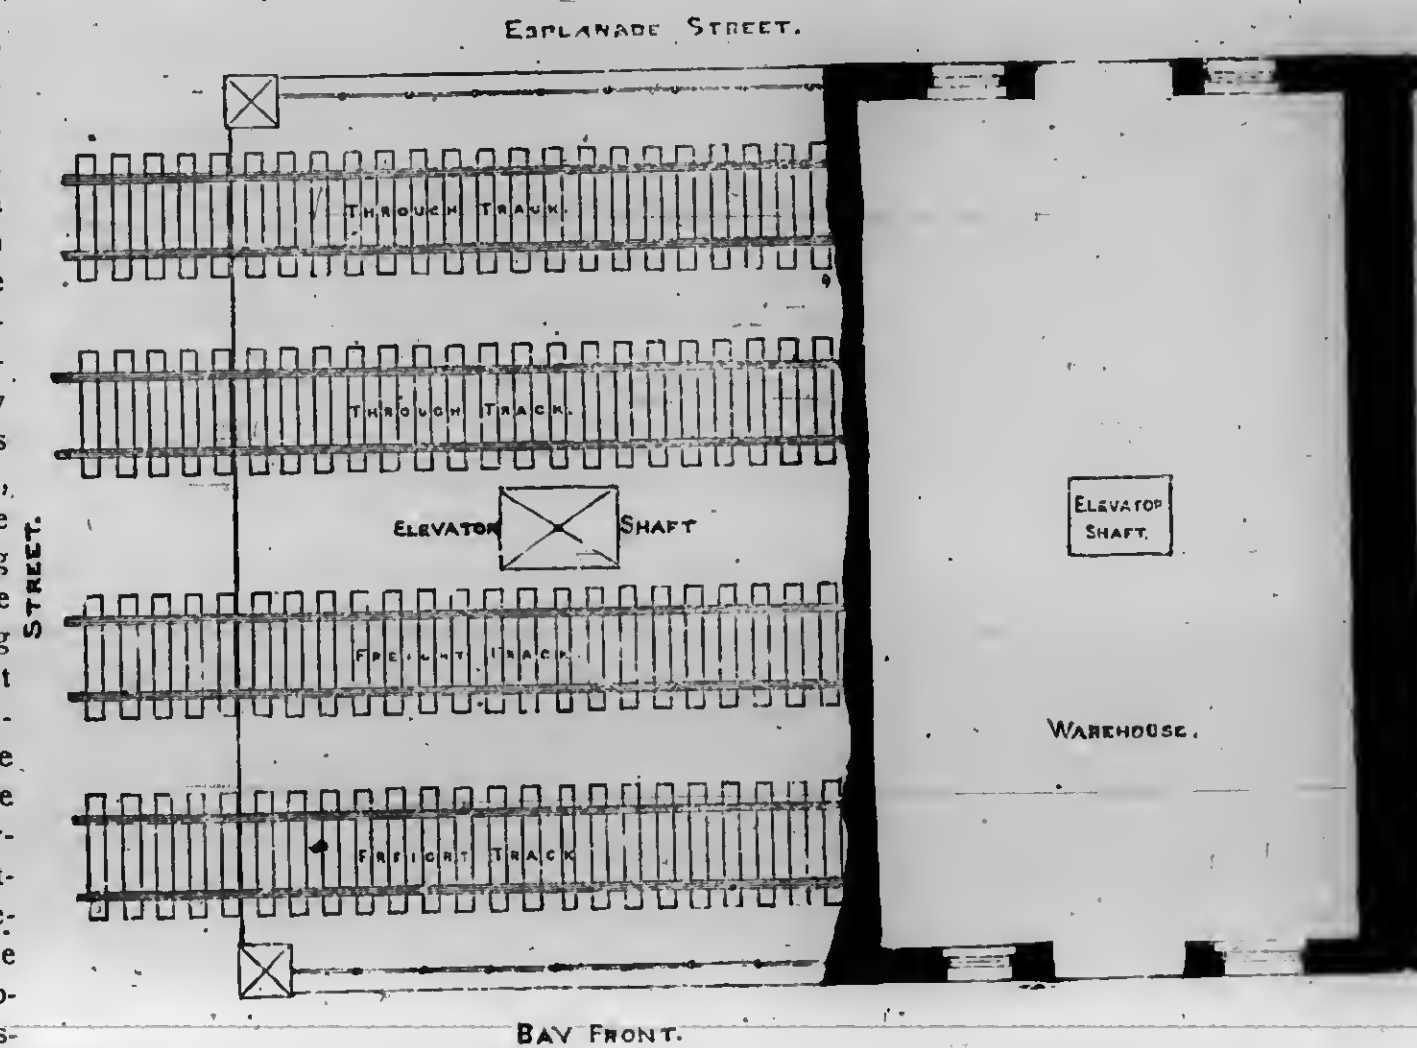 ESPLANADE STREET.
THROUGH TRACK.
THROUGH TRACK.
ELEVATOR SHAFT
STREET.
ELEVATOR
SHAFT.
FREIGHT TRACK.
WAREHOUSE.
FREIGHT TRACK
BAY FRONT.